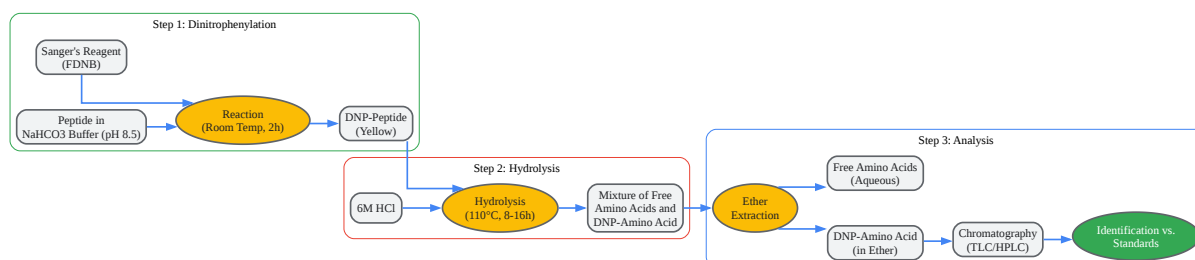 Step 1: Dinitrophenylation
Sanger's Reagent
(FDNB)
Peptide in
NaHCO3 Buffer (pH 8.5)
Reaction
(Room Temp, 2h)
DNP-Peptide
(Yellow)
Step 2: Hydrolysis
6M HCl
Hydrolysis
(110°C, 8-16h)
Mixture of Free
Amino Acids and
DNP-Amino Acid
Step 3: Analysis
Ether
Extraction
Free Amino Acids
(Aqueous)
DNP-Amino Acid
(in Ether)
Chromatography
(TLC/HPLC)
Identification vs.
Standards